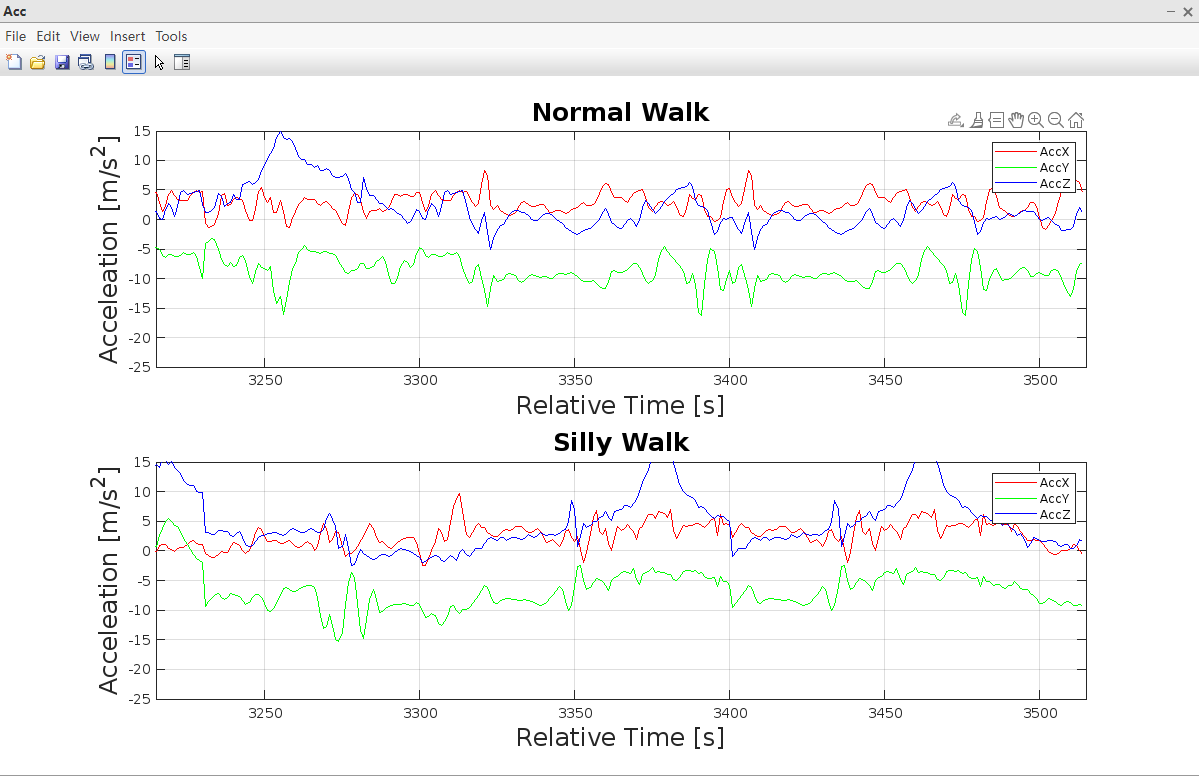 Acc
File Edit View Insert Tools
Normal Walk
Acceleation [m/s²]
15
10
5
0
-5
-10
-15
-20
-25
AccX
AccY
AccZ
3250 3300 3350 3400 3450 3500
Relative Time [s]
Silly Walk
Acceleation [m/s²]
15
10
5
0
-5
-10
-15
-20
-25
AccX
AccY
AccZ
3250 3300 3350 3400 3450 3500
Relative Time [s]